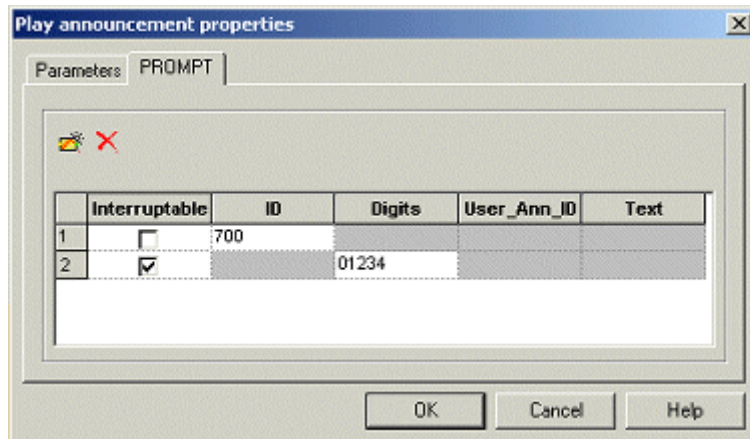 Play announcement properties
Parameters PROMPT
Interruptable ID Digits User_Ann_ID Text
1 700
2 01234
OK Cancel Help